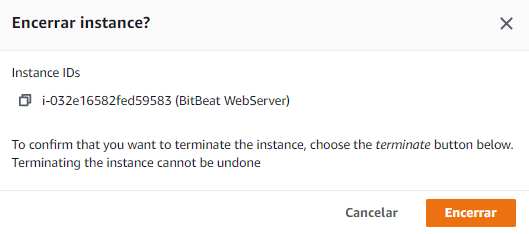 Encerrar instance?
Instance IDs
i-032e16582fed59583 (BitBeat WebServer)
To confirm that you want to terminate the instance, choose the terminate button below.
Terminating the instance cannot be undone
Cancelar Encerrar